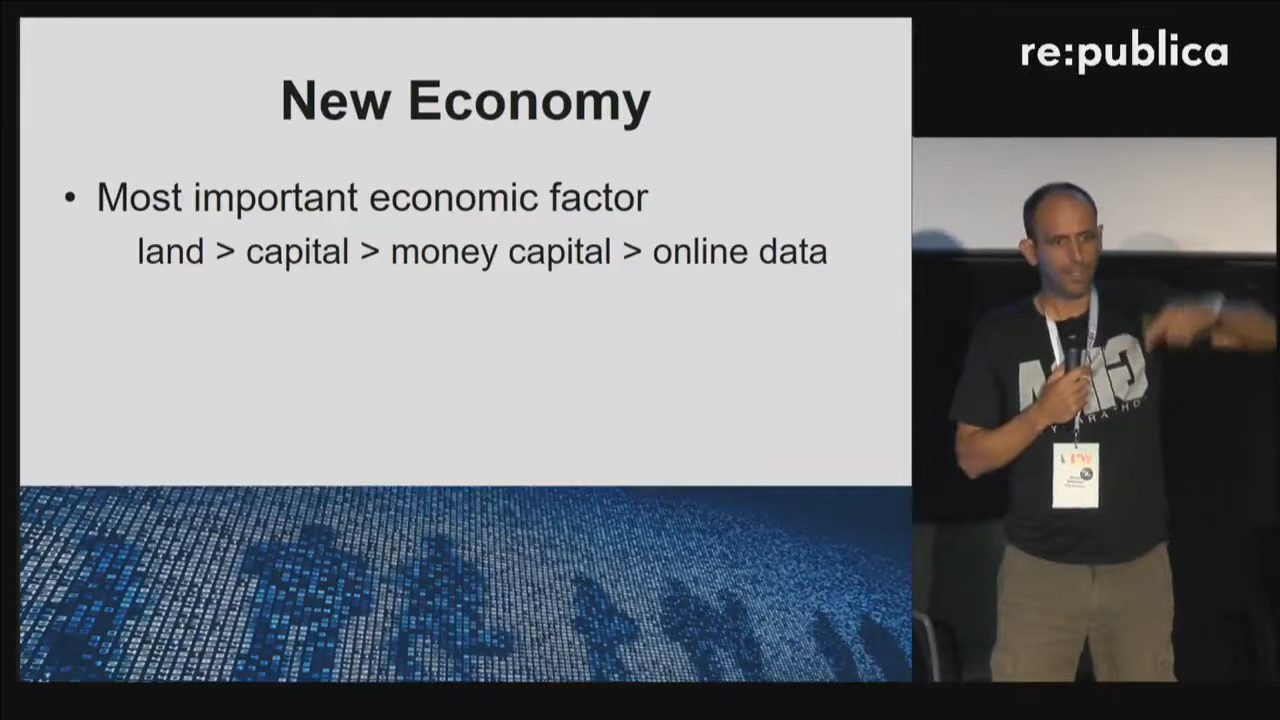 re:publica
New Economy
• Most important economic factor
land > capital > money capital > online data